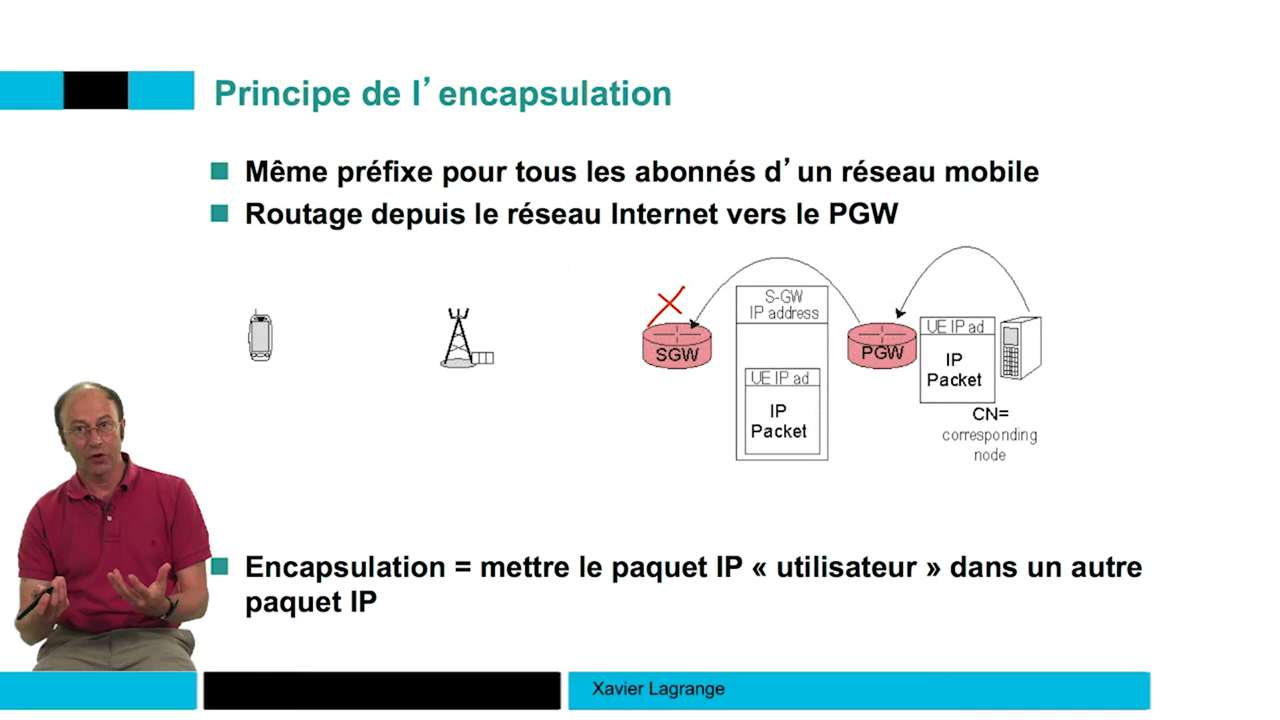 Principe de l’encapsulation
Même préfixe pour tous les abonnés d’un réseau mobile
Routage depuis le réseau Internet vers le PGW
S-GW
IP address
UE IP ad
IP
Packet
SGW
PGW
UE IP ad
IP
Packet
CN=
corresponding
node
Encapsulation = mettre le paquet IP « utilisateur » dans un autre
paquet IP
Xavier Lagrange